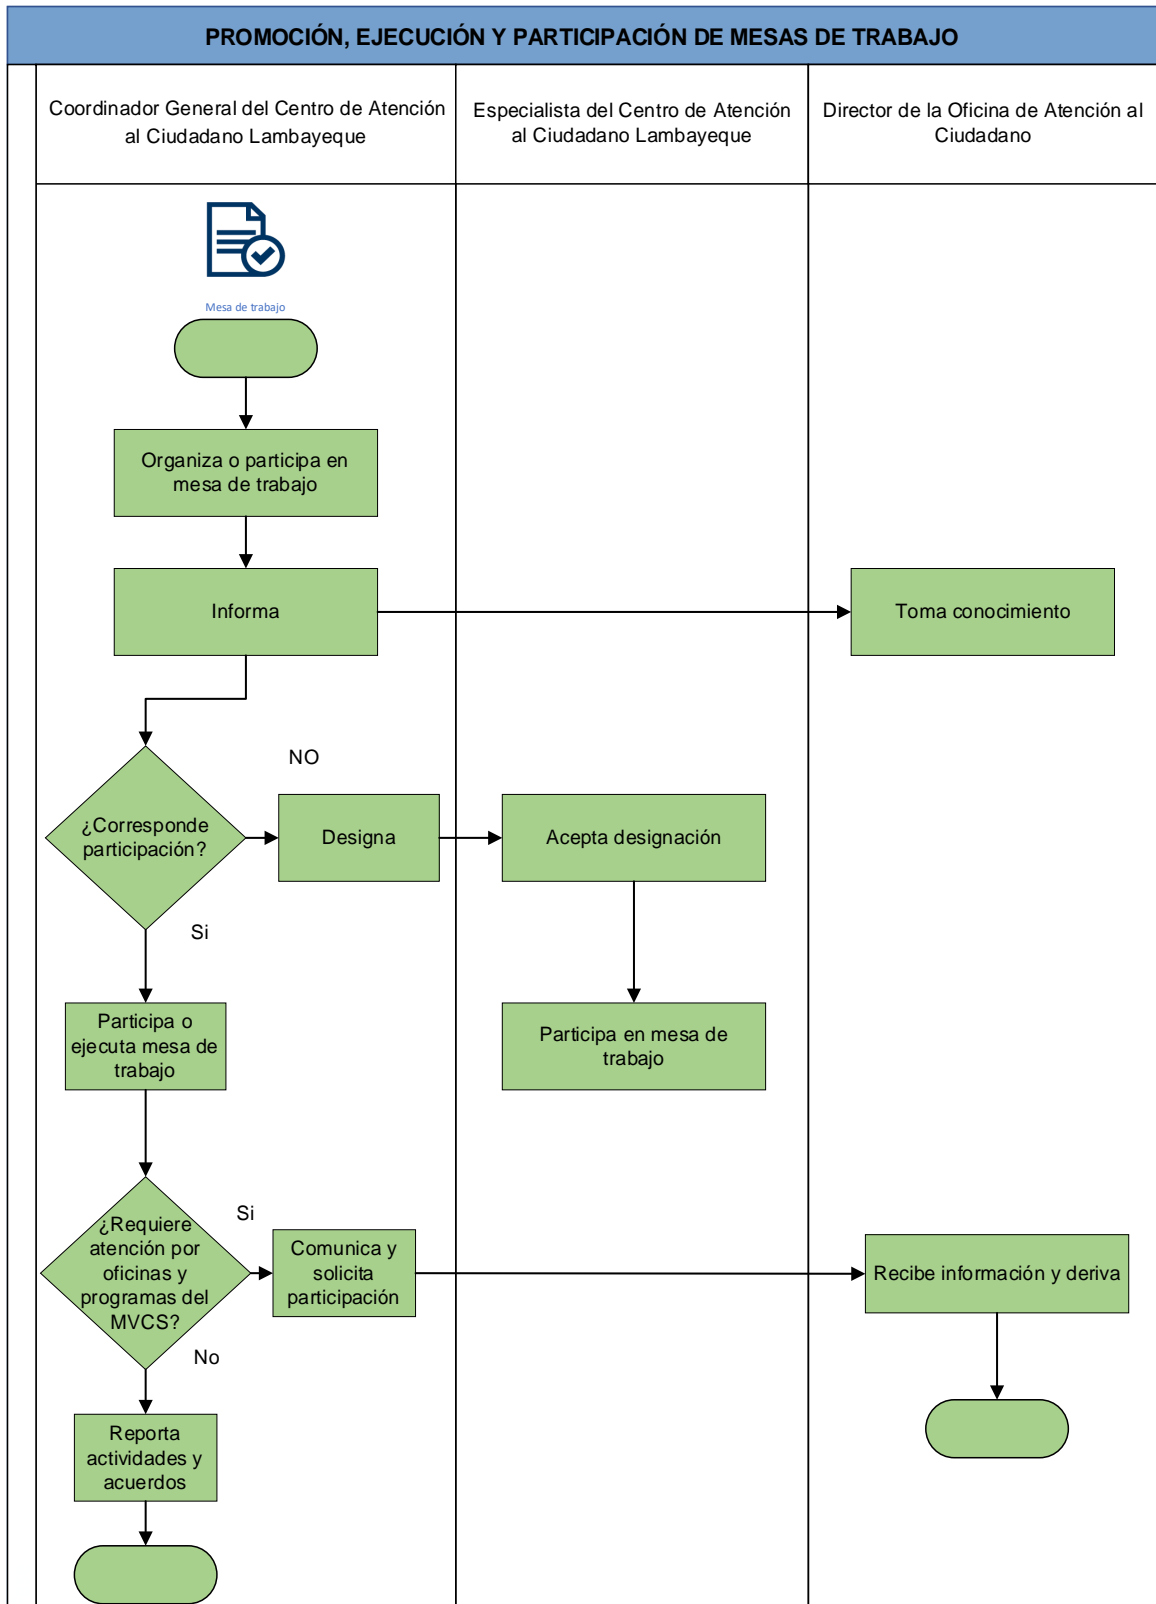 PROMOCIÓN, EJECUCIÓN Y PARTICIPACIÓN DE MESAS DE TRABAJO
Coordinador General del Centro de Atención
al Ciudadano Lambayeque
Especialista del Centro de Atención
al Ciudadano Lambayeque
Director de la Oficina de Atención al
Ciudadano
Mesa de trabajo
Organiza o participa en
mesa de trabajo
Informa
Toma conocimiento
¿Corresponde
participación?
NO
Designa
Acepta designación
Si
Participa o
ejecuta mesa de
trabajo
Participa en mesa de
trabajo
¿Requiere
atención por
oficinas y
programas del
MVCS?
Si
Comunica y
solicita
participación
Recibe información y deriva
No
Reporta
actividades y
acuerdos